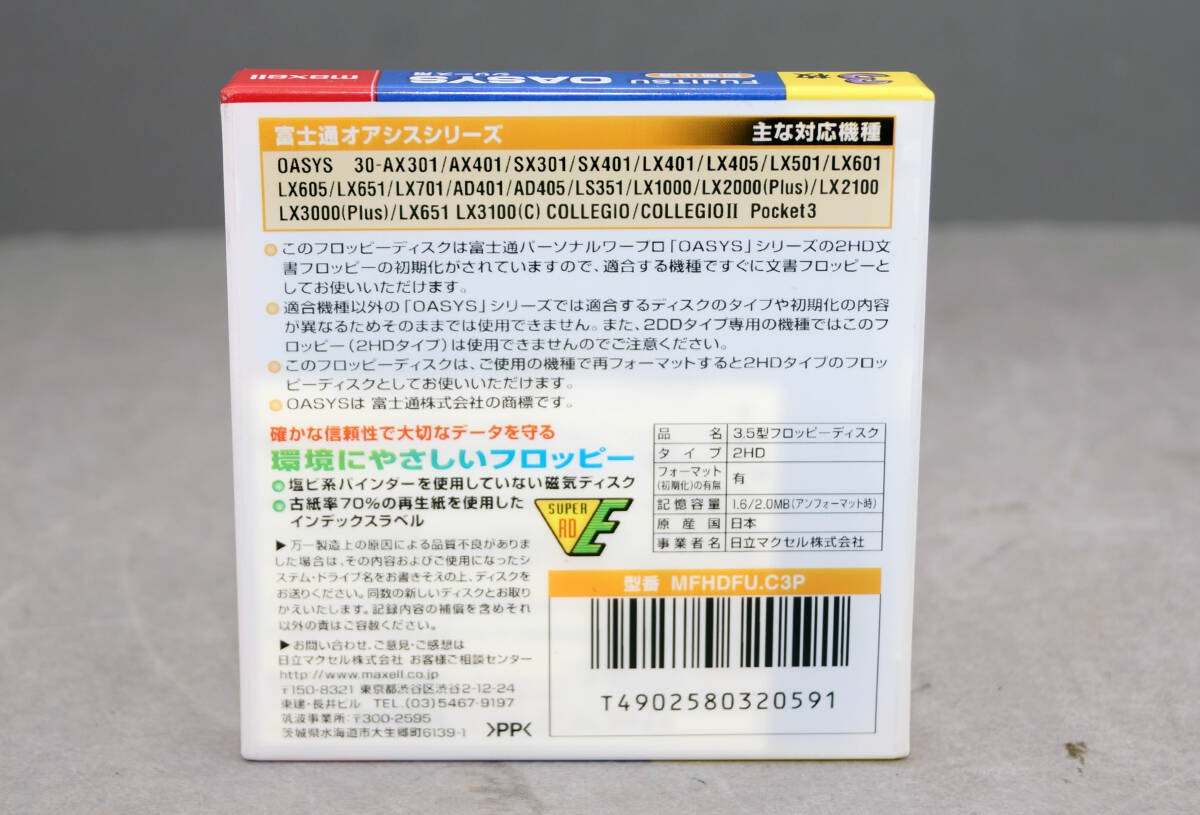 maxell
FUJITSU OASYS シリーズ用
3枚
富士通オアシスシリーズ 主な対応機種
OASYS 30-AX301/AX401/SX301/SX401/LX401/LX405/LX501/LX601
LX605/LX651/LX701/AD401/AD405/LS351/LX1000/LX2000(Plus)/LX2100
LX3000(Plus)/LX651 LX3100(C) COLLEGIO/COLLEGIOⅡ Pocket3
このフロッピーディスクは富士通パーソナルワープロ「OASYS」シリーズの2HD文
書フロッピーの初期化がされていますので、適合する機種ですぐに文書フロッピーと
してお使いいただけます。
適合機種以外の「OASYS」シリーズでは適合するディスクのタイプや初期化の内容
が異なるためそのままでは使用できません。また、2DDタイプ専用の機種ではこのフ
ロッピー(2HDタイプ)は使用できませんのでご注意ください。
このフロッピーディスクは、ご使用の機種で再フォーマットすると2HDタイプのフロッ
ピーディスクとしてお使いいただけます。
OASYSは 富士通株式会社の商標です。
確かな信頼性で大切なデータを守る
環境にやさしいフロッピー
塩ビ系バインダーを使用していない磁気ディスク
古紙率70%の再生紙を使用した
インデックスラベル
SUPER
RD
E
▶万一製造上の原因による品質不良がありま
した場合は、その内容およびご使用になったシ
ステム・ドライブ名をお書きそえの上、ディスクを
お送りください。同数の新しいディスクとお取り
かえいたします。記録内容の補償を含めそれ
以外の責はご容赦ください。
▶お問い合わせ、ご意見・ご感想は
日立マクセル株式会社 お客様ご相談センター
http://www.maxell.co.jp
〒150-8321 東京都渋谷区渋谷2-12-24
東建・長井ビル TEL.(03)5467-9197
筑波事業所:〒300-2595
茨城県水海道市大生郷町6139-1
>PP<
品名 3.5型フロッピーディスク
タイプ 2HD
フォーマット(初期化)の有無 有
記憶容量 1.6/2.0MB(アンフォーマット時)
原産国 日本
事業者名 日立マクセル株式会社
型番 MFHDFU.C3P
T4902580320591